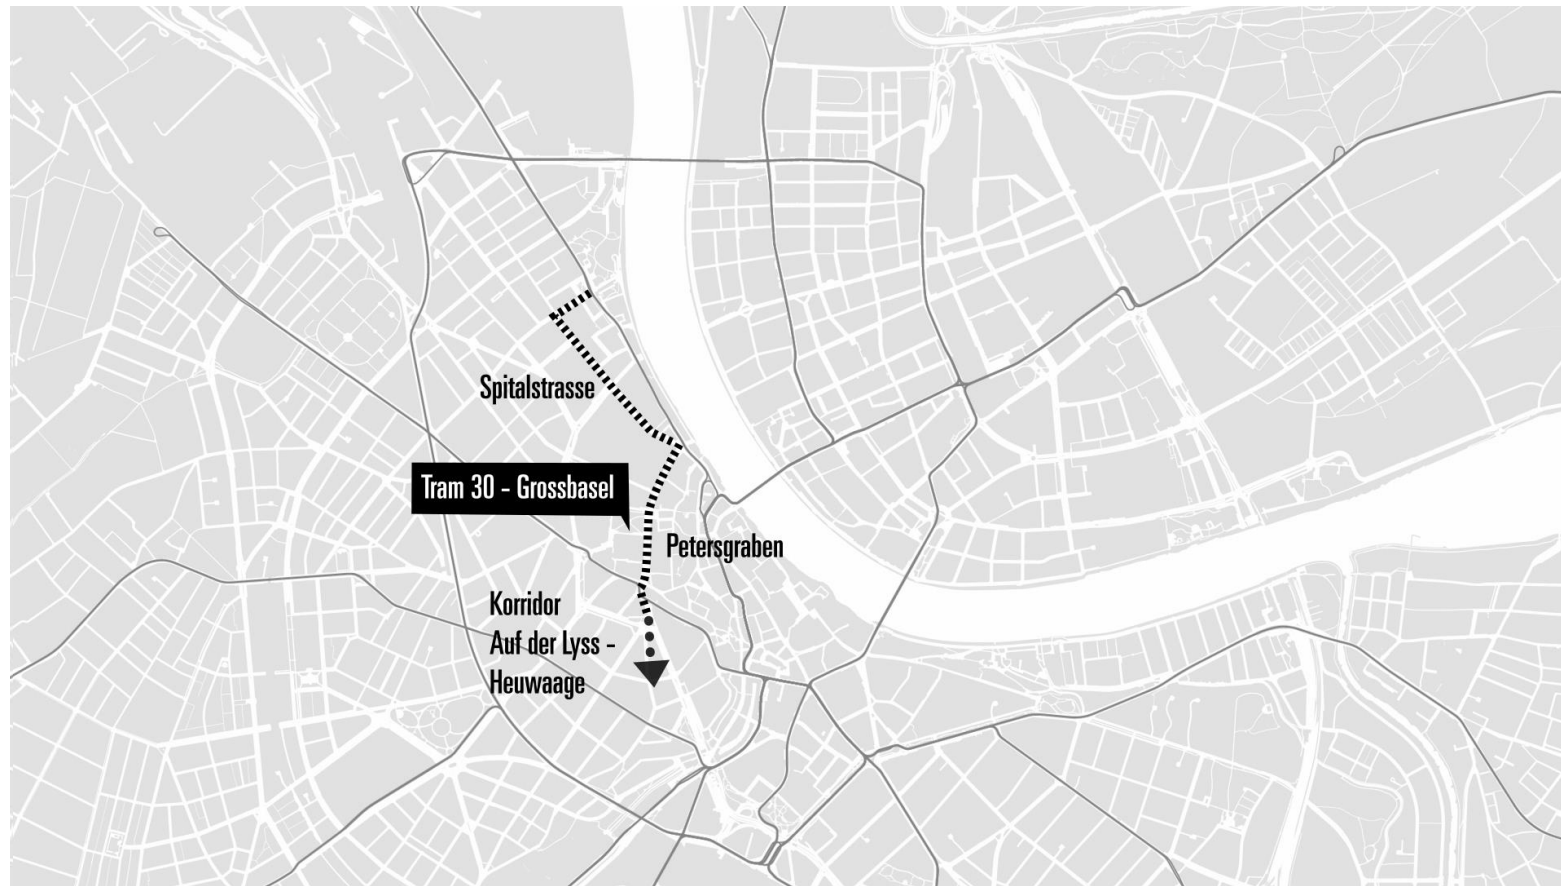 Spitalstrasse
Tram 30 - Grossbasel
Petersgraben
Korridor
Auf der Lyss -
Heuwaage